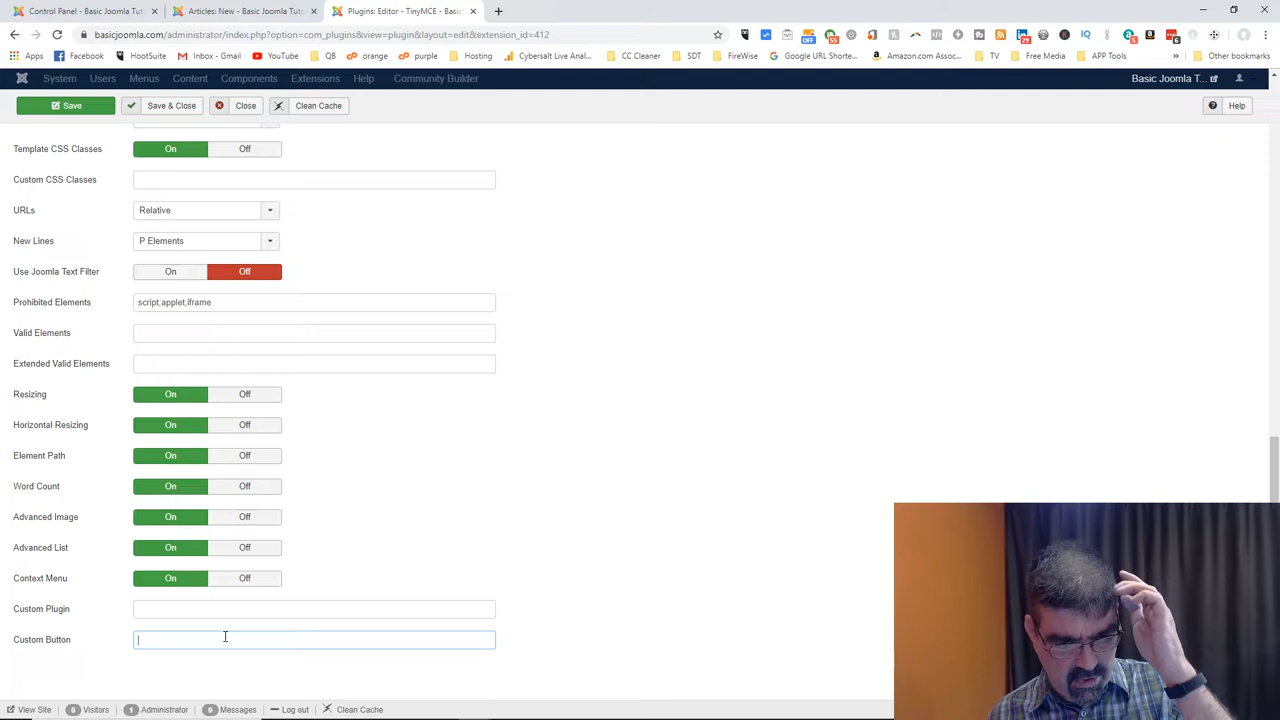 Control Panel - Basic Joomla Tut
Articles: New - Basic Joomla Tuto
Plugins: Editor - TinyMCE - Basic
basicjoomla.com/administrator/index.php?option=com_plugins&view=plugin&layout=edit&extension_id=412
55
OFF
5
6
Apps
Facebook
HootSuite
Inbox - Gmail
YouTube
QB
orange
purple
Hosting
Cybersalt Live Anal...
CC Cleaner
SDT
FireWise
Google URL Shorte...
Amazon.com Assoc...
TV
Free Media
APP Tools
»
Other bookmarks
System
Users
Menus
Content
Components
Extensions
Help
Community Builder
Basic Joomla T...
Save
Save & Close
Close
Clean Cache
Help
Template CSS Classes
On
Off
Custom CSS Classes
URLs
Relative
New Lines
P Elements
Use Joomla Text Filter
On
Off
Prohibited Elements
script,applet,iframe
Valid Elements
Extended Valid Elements
Resizing
On
Off
Horizontal Resizing
On
Off
Element Path
On
Off
Word Count
On
Off
Advanced Image
On
Off
Advanced List
On
Off
Context Menu
On
Off
Custom Plugin
Custom Button
View Site
0 Visitors
1 Administrator
0 Messages
Log out
Clean Cache